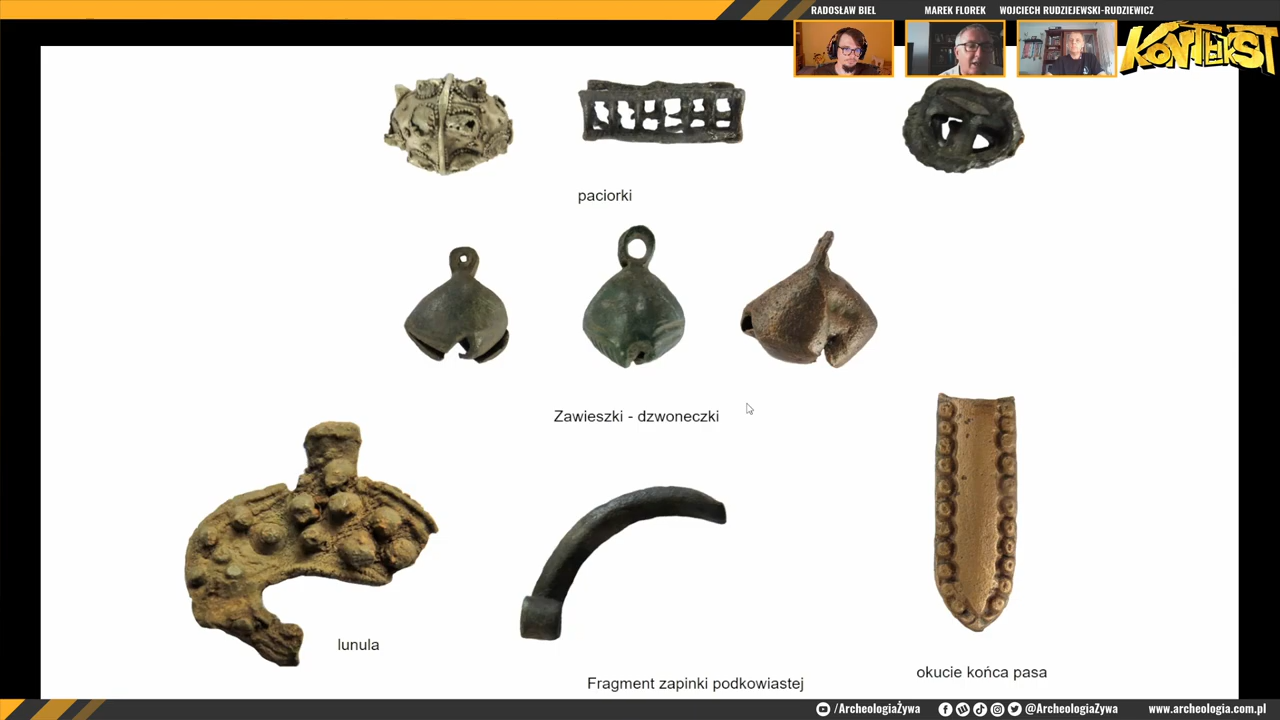 RADOSŁAW BIEL
MAREK FLOREK
WOJCIECH RUDZIEJEWSKI-RUDZIEWICZ
KONTEKST
paciorki
Zawieszki - dzwoneczki
lunula
Fragment zapinki podkowiastej
okucie końca pasa
/ArcheologiaŻywa
@ArcheologiaŻywa
www.archeologia.com.pl